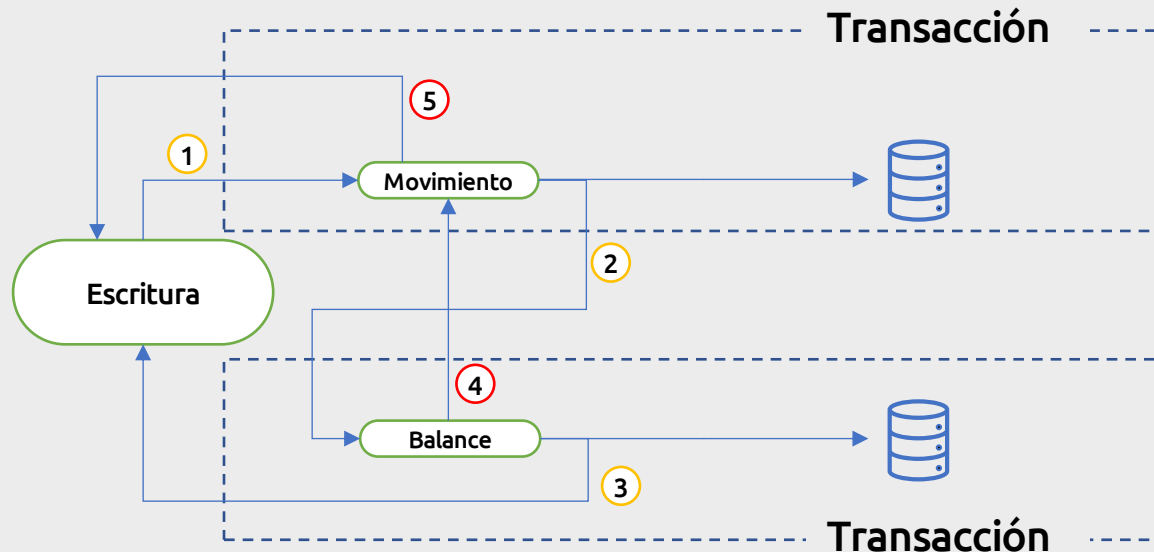 Transacción
5
1
Movimiento
2
Escritura
4
Balance
3
Transacción